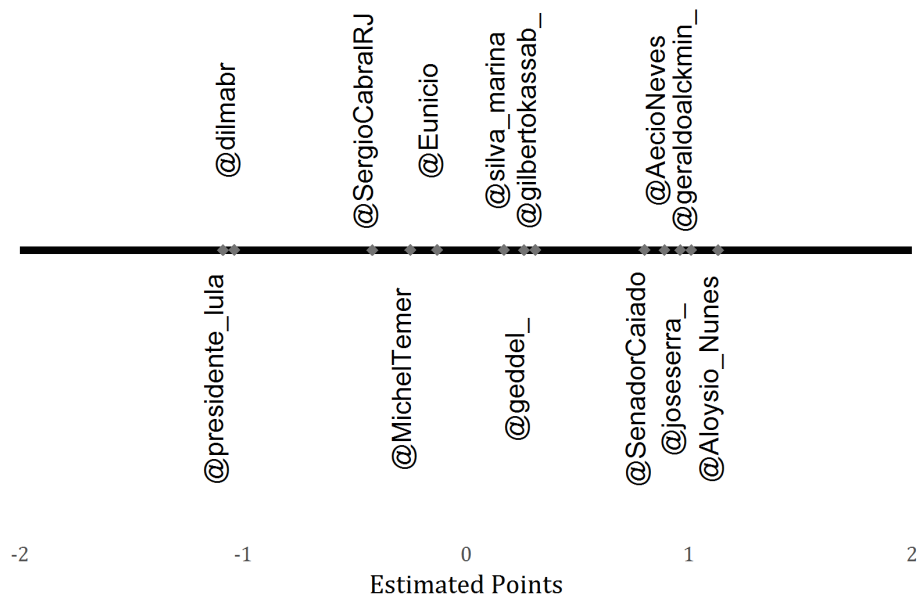 @dilmabr
@SergioCabralRJ
@Eunicio
@silva_marina
@gilbertokassab_
@AecioNeves
@geraldoalckmin_
@presidente_lula
@MichelTemer
@geddel_
@SenadorCaiado
@joseserra_
@Aloysio_Nunes
-2 -1 0 1 2
Estimated Points